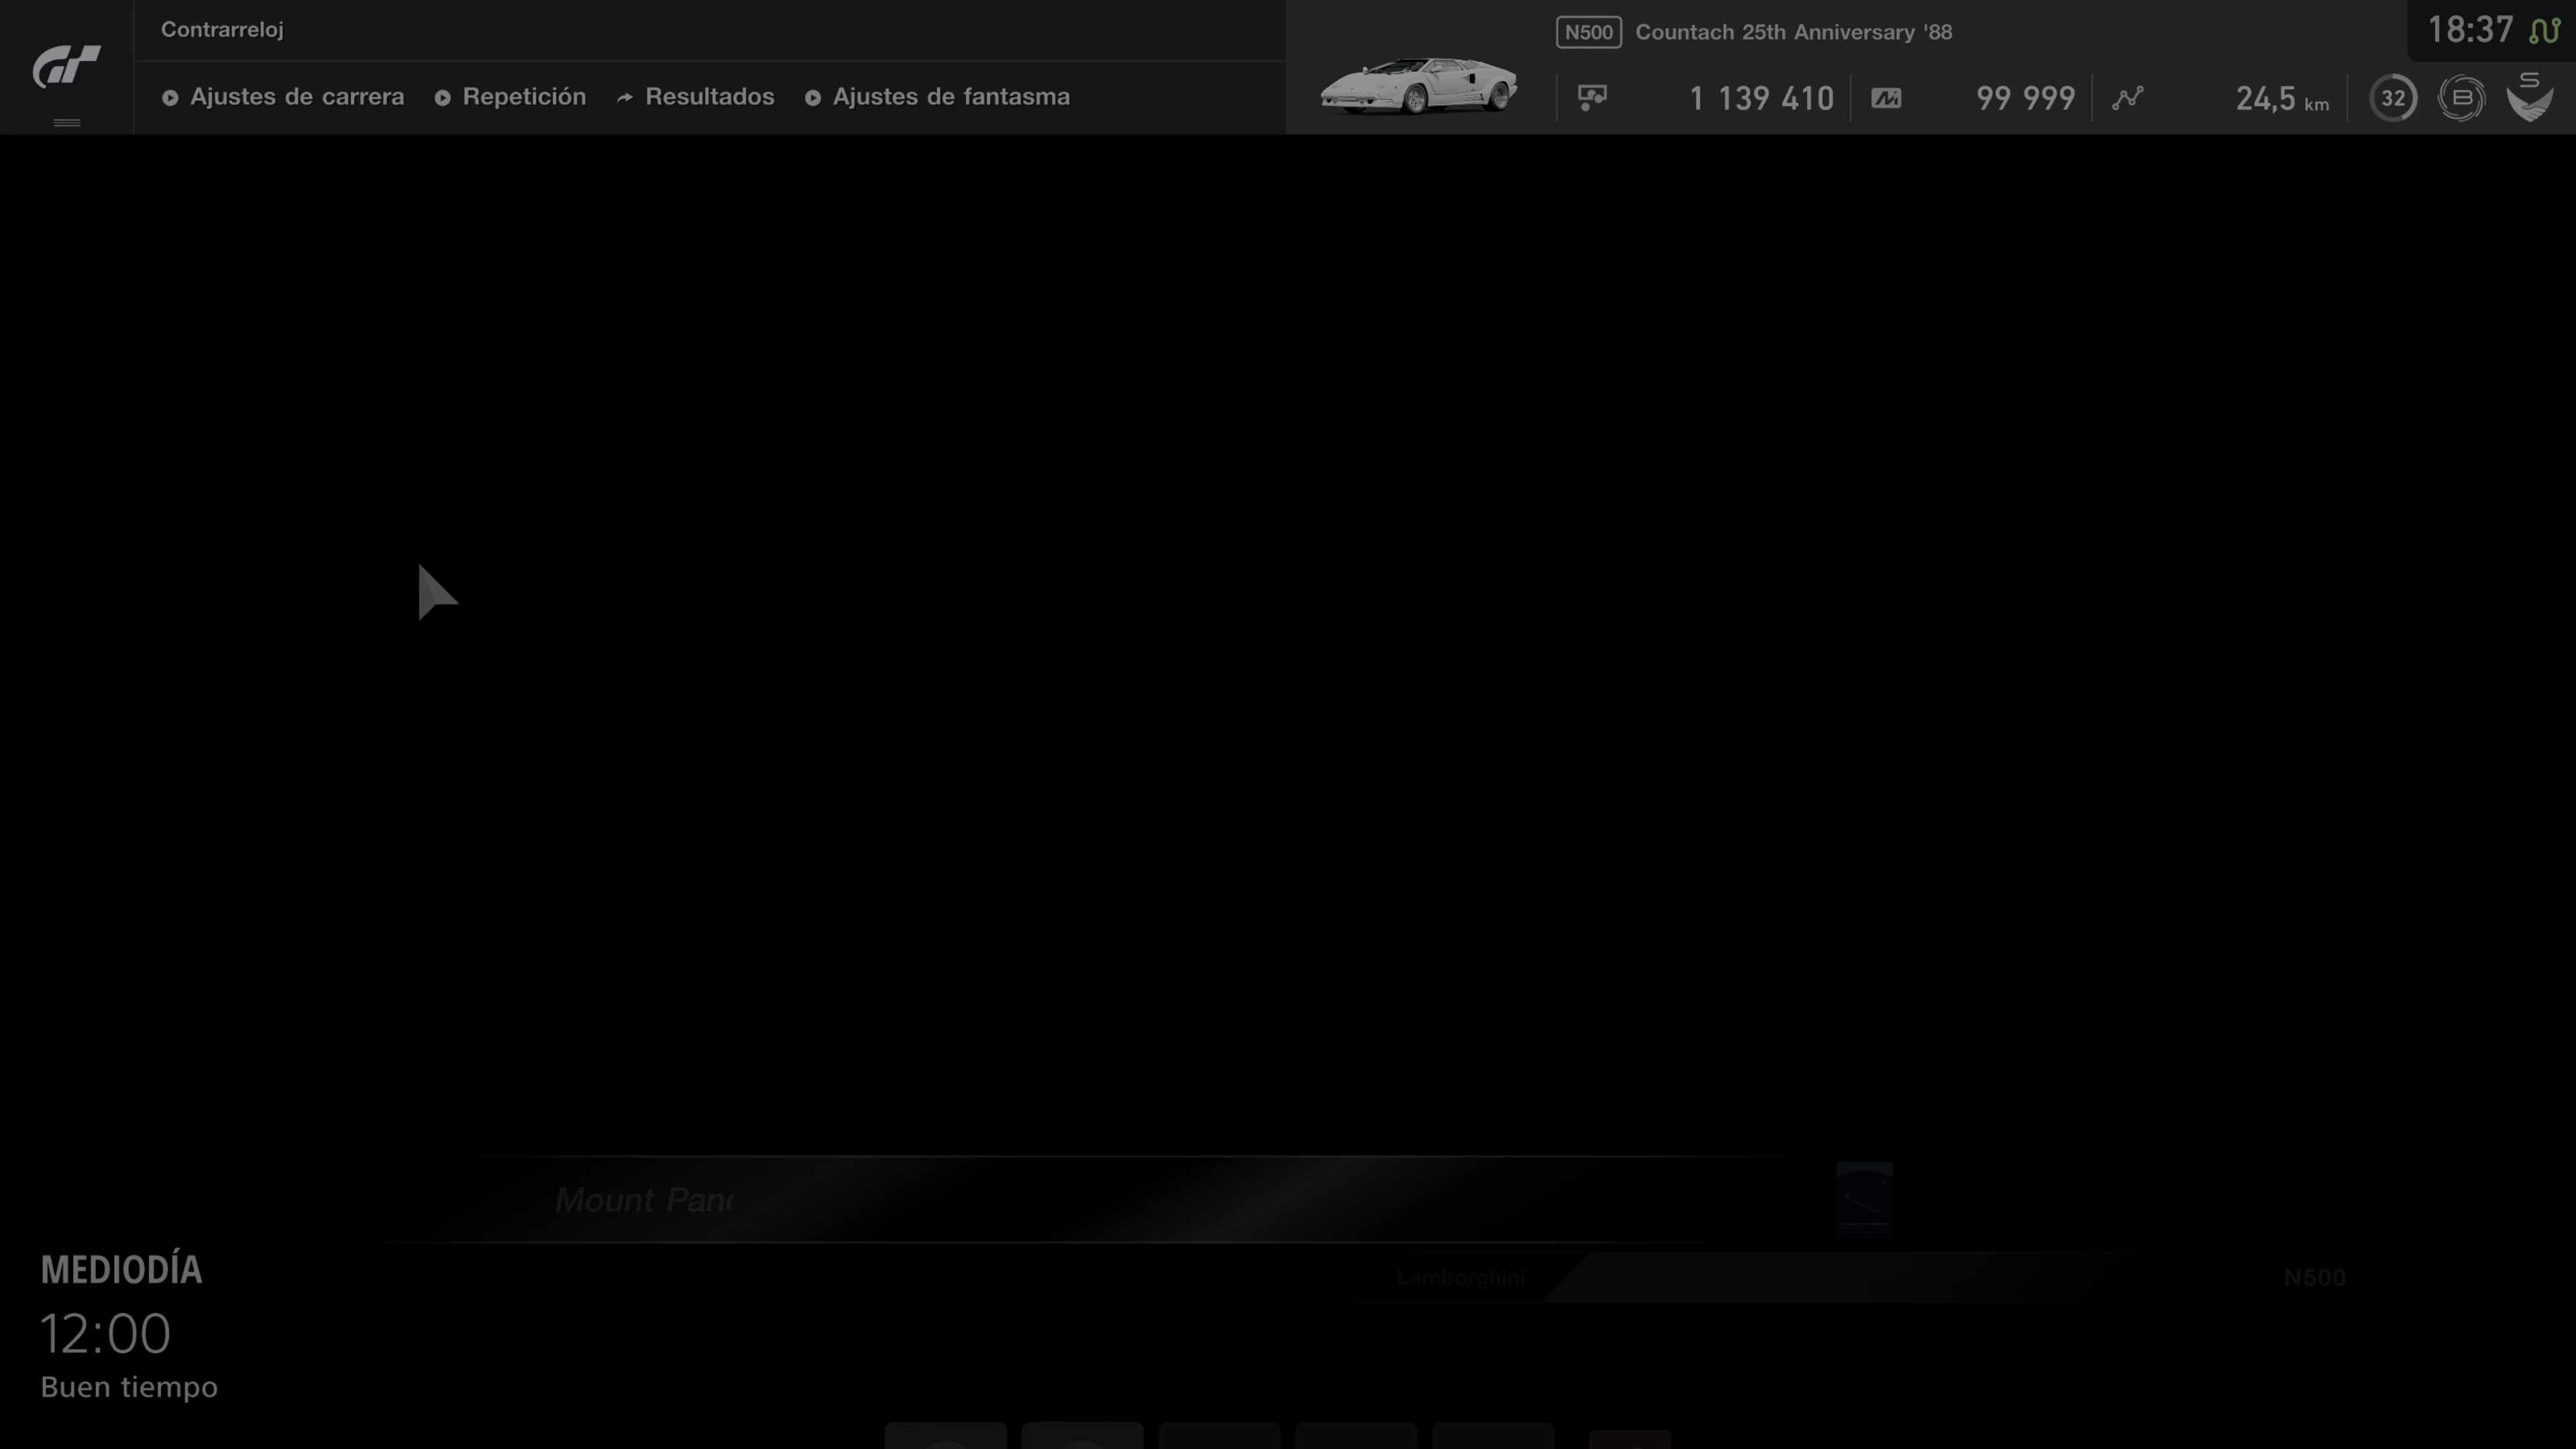 Contrarreloj
N500 Countach 25th Anniversary '88
18:37
Ajustes de carrera Repetición Resultados Ajustes de fantasma
1 139 410 99 999 24,5 km 32 B S
Mount Pan
MEDIODÍA
Lamborghini N500
12:00
Buen tiempo